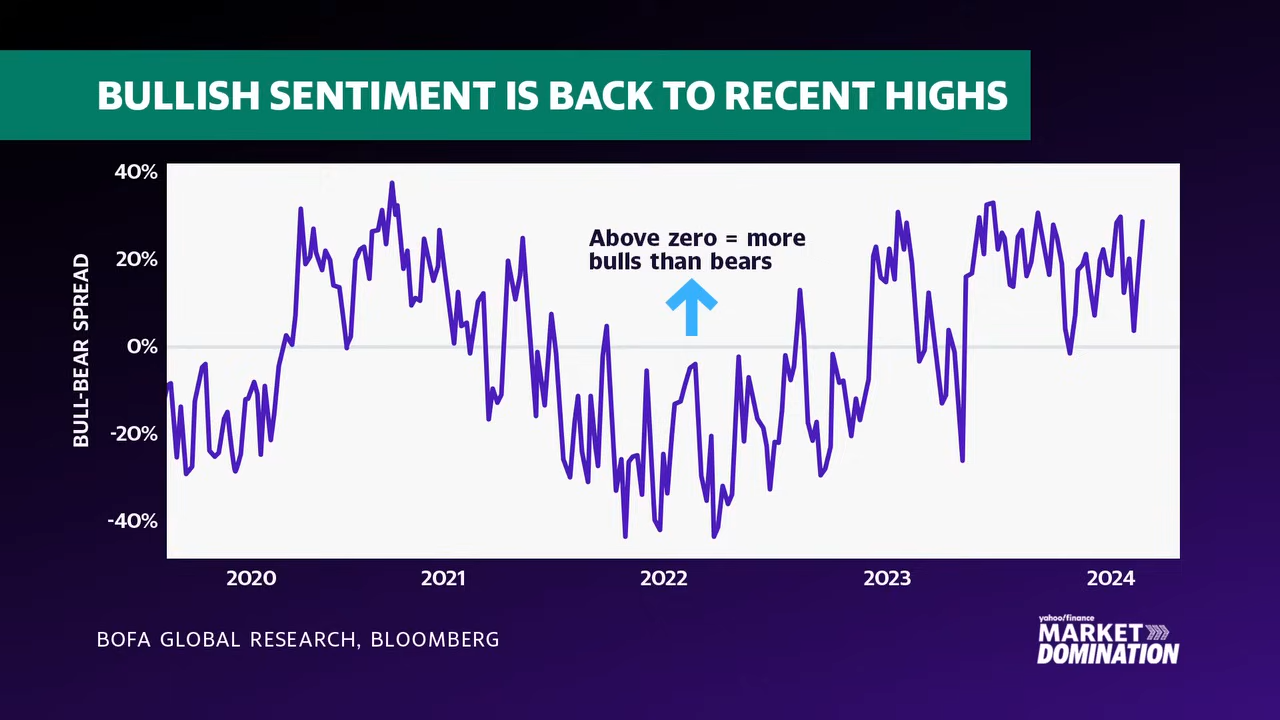 BULLISH SENTIMENT IS BACK TO RECENT HIGHS
40%
20%
0%
-20%
-40%
BULL-BEAR SPREAD
Above zero = more
bulls than bears
2020 2021 2022 2023 2024
BOFA GLOBAL RESEARCH, BLOOMBERG
yahoo/finance
MARKET
DOMINATION